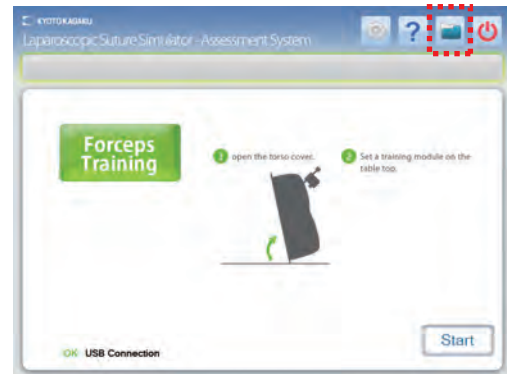 KYOTO KAGAKU
Laparoscopic Suture Simulator - Assessment System
?
Forceps
Training
1 open the torso cover.
2 Set a training module on the
table top.
Start
OK USB Connection